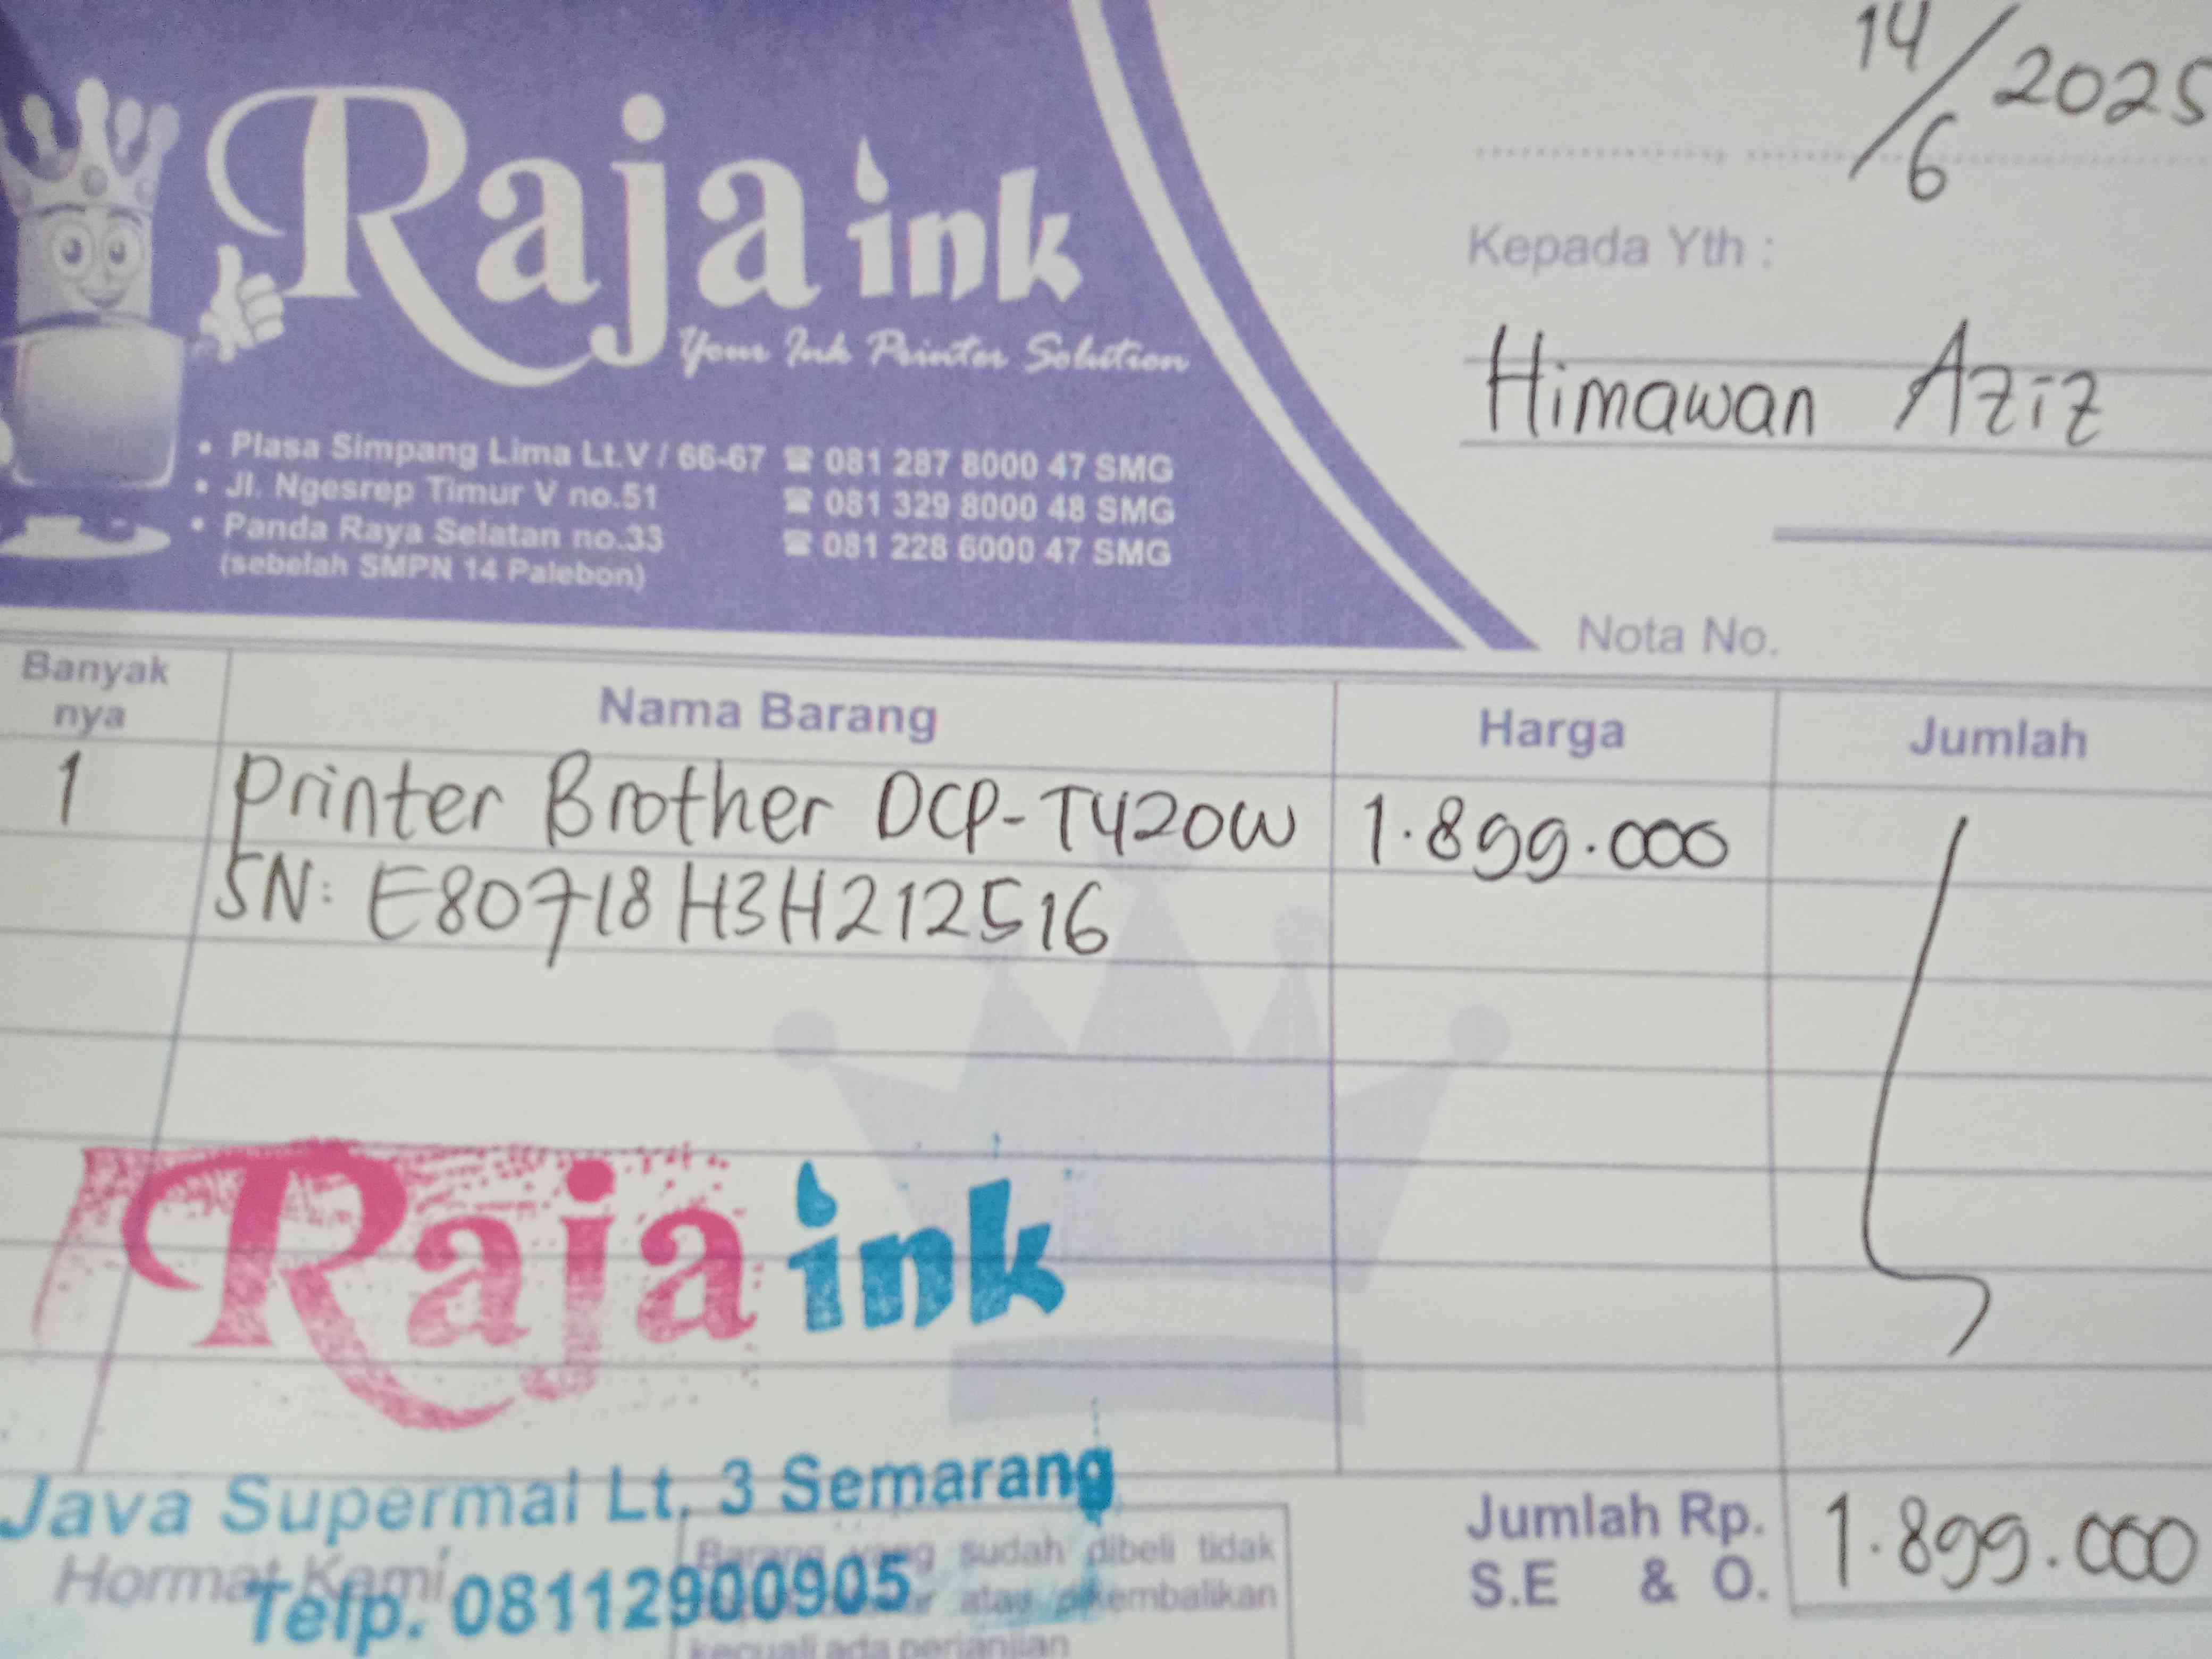 Raja ink
Your Ink Printer Solution
• Plasa Simpang Lima Lt.V / 66-67 ☎ 081 287 8000 47 SMG
• Jl. Ngesrep Timur V no.51 ☎ 081 329 8000 48 SMG
• Panda Raya Selatan no.33 ☎ 081 228 6000 47 SMG
(sebelah SMPN 14 Palebon)
14/6 2025
Kepada Yth :
Himawan Aziz
Nota No.
Banyak nya Nama Barang Harga Jumlah
1 Printer Brother DCP-T420W 1.899.000
SN: E80718H3H212516
Raja ink
Java Supermal Lt. 3 Semarang
Telp. 08112900905
Hormat Kami
Barang yang sudah dibeli tidak
atau dikembalikan
kecuali ada perjanjian
Jumlah Rp. 1.899.000
S.E & O.